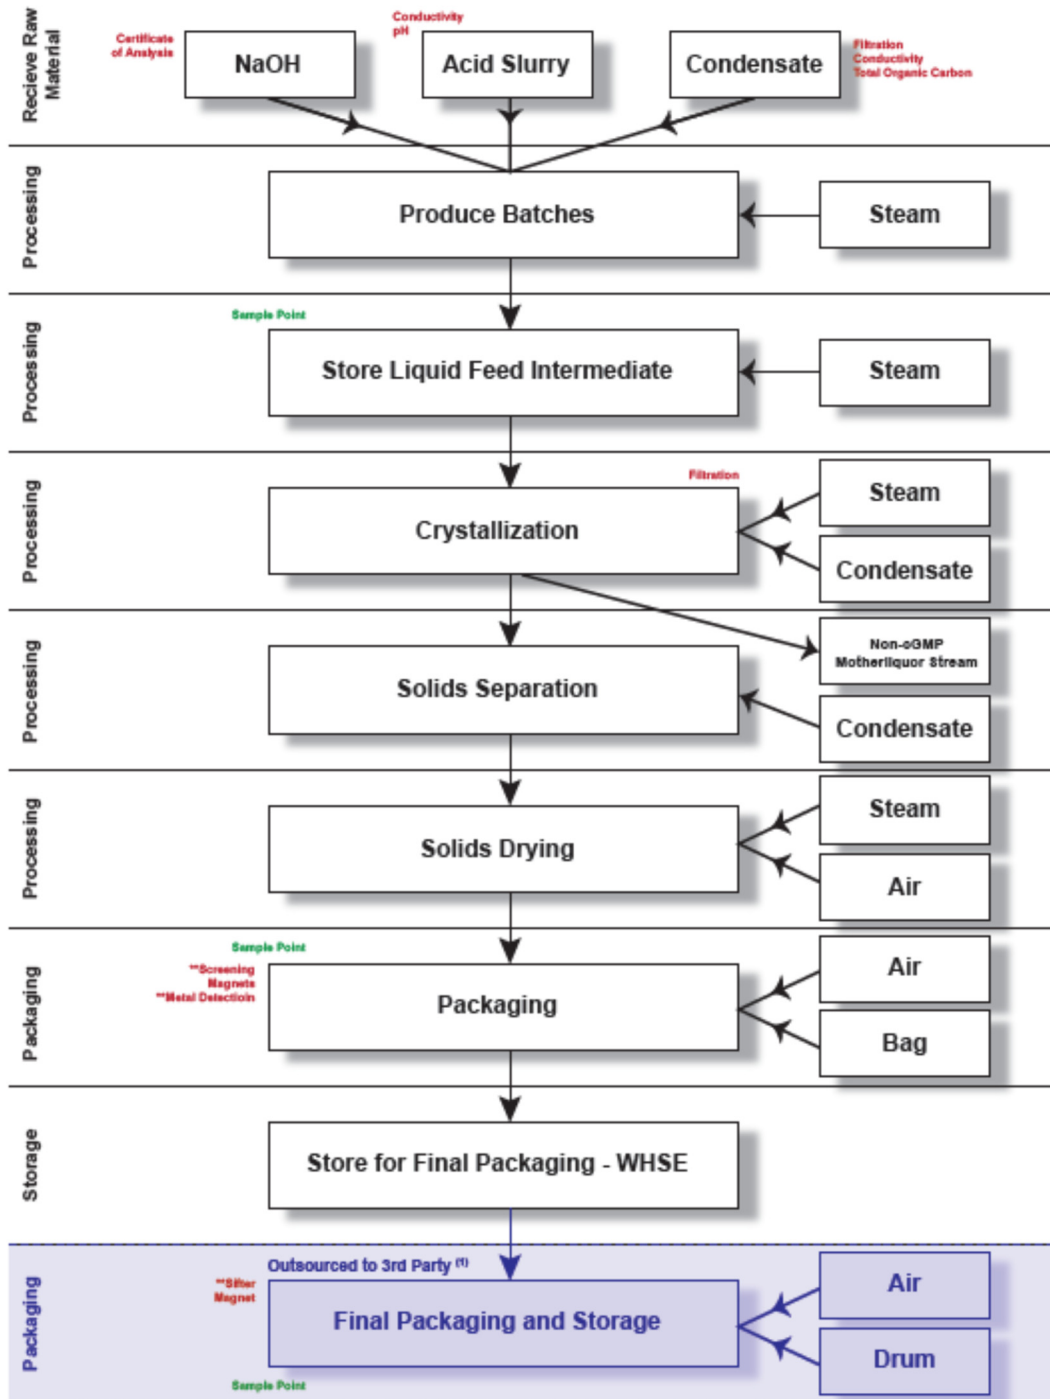 Recieve Raw
Material
Certificate
of Analysis
NaOH
Conductivity
pH
Acid Slurry
Condensate
Filtration
Conductivity
Total Organic Carbon
Processing
Produce Batches
Steam
Processing
Sample Point
Store Liquid Feed Intermediate
Steam
Processing
Filtration
Crystallization
Steam
Condensate
Processing
Non-cGMP
Motherliquor Stream
Solids Separation
Condensate
Processing
Solids Drying
Steam
Air
Packaging
Sample Point
**Screening
Magnets
**Metal Detectioin
Packaging
Air
Bag
Storage
Store for Final Packaging - WHSE
Packaging
Outsourced to 3rd Party (1)
**Sifter
Magnet
Final Packaging and Storage
Air
Drum
Sample Point